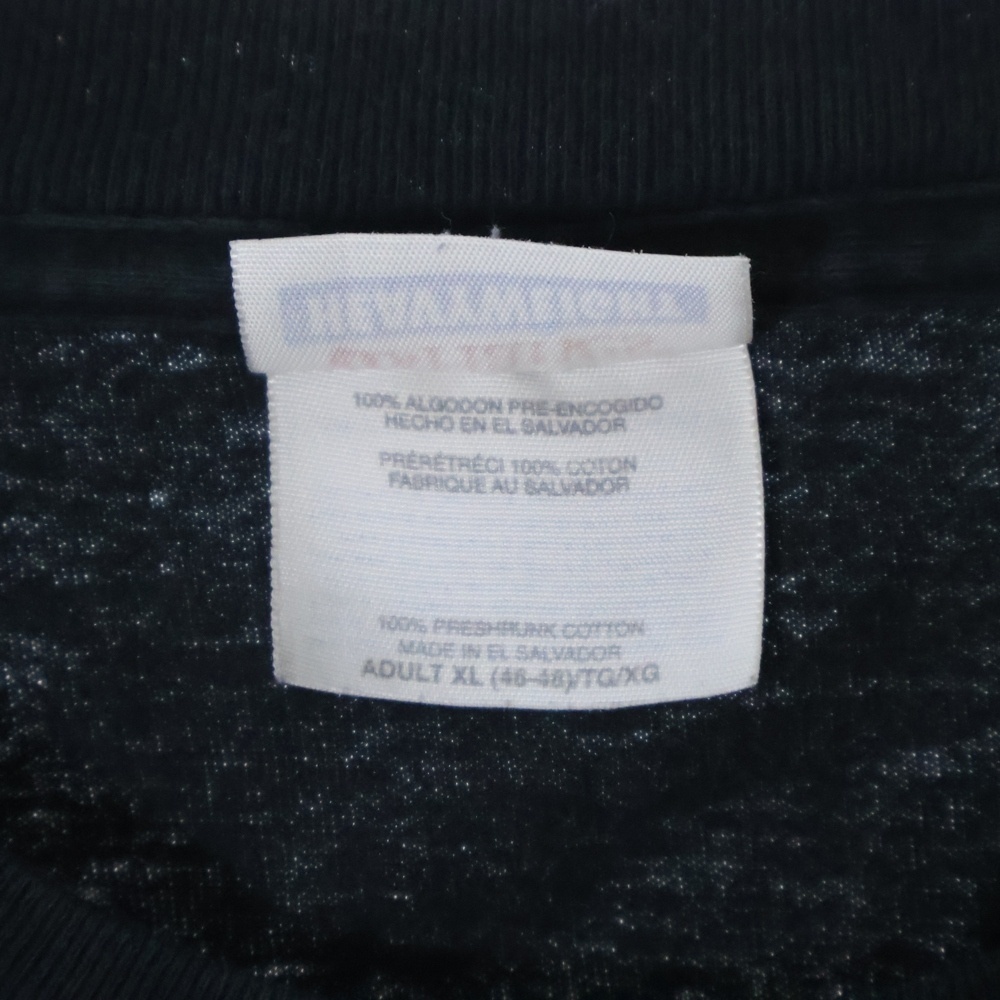 100% ALGODON PRE-ENCOGIDO
HECHO EN EL SALVADOR
PRÉRÉTRÉCI 100% COTON
FABRIQUE AU SALVADOR
100% PRESHRUNK COTTON
MADE IN EL SALVADOR
ADULT XL (46-48)/TG/XG